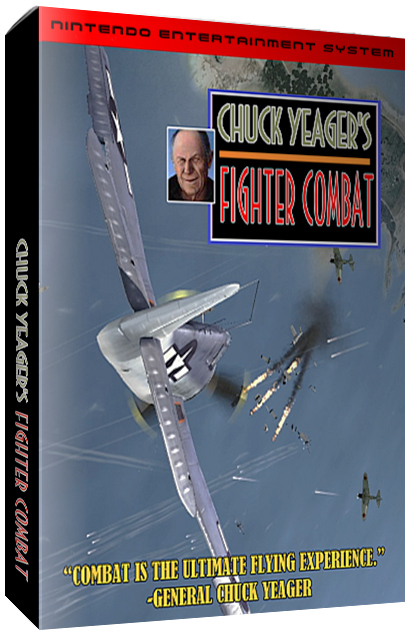 NINTENDO ENTERTAINMENT SYSTEM
CHUCK YEAGER'S
FIGHTER COMBAT
CHUCK YEAGER'S FIGHTER COMBAT
"COMBAT IS THE ULTIMATE FLYING EXPERIENCE."
-GENERAL CHUCK YEAGER